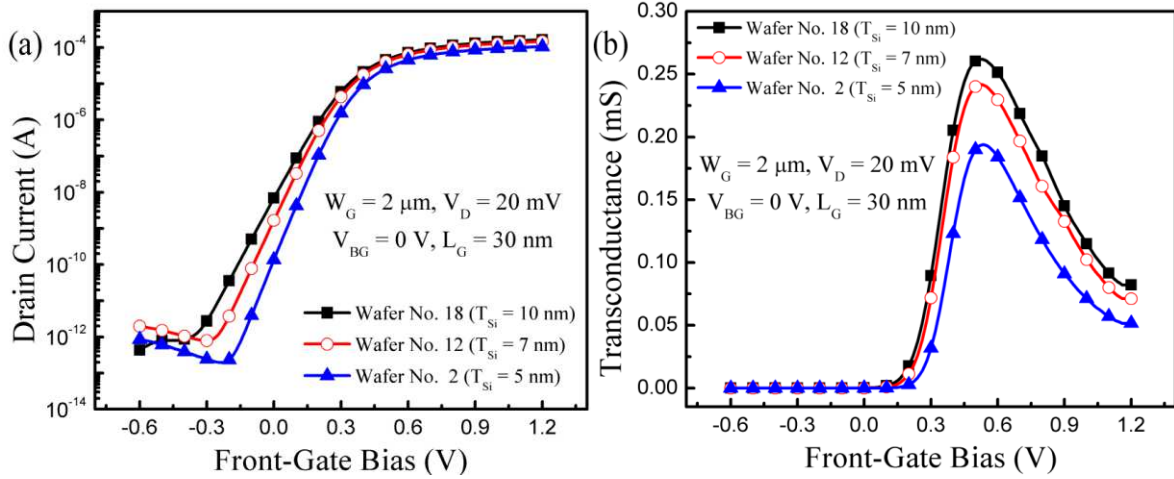 (a)
Drain Current (A)
10⁻⁴
10⁻⁶
10⁻⁸
10⁻¹⁰
10⁻¹²
10⁻¹⁴
W_G = 2 μm, V_D = 20 mV
V_BG = 0 V, L_G = 30 nm
Wafer No. 18 (T_Si = 10 nm)
Wafer No. 12 (T_Si = 7 nm)
Wafer No. 2 (T_Si = 5 nm)
-0.6 -0.3 0.0 0.3 0.6 0.9 1.2
Front-Gate Bias (V)
(b)
Transconductance (mS)
0.30
0.25
0.20
0.15
0.10
0.05
0.00
Wafer No. 18 (T_Si = 10 nm)
Wafer No. 12 (T_Si = 7 nm)
Wafer No. 2 (T_Si = 5 nm)
W_G = 2 μm, V_D = 20 mV
V_BG = 0 V, L_G = 30 nm
-0.6 -0.3 0.0 0.3 0.6 0.9 1.2
Front-Gate Bias (V)